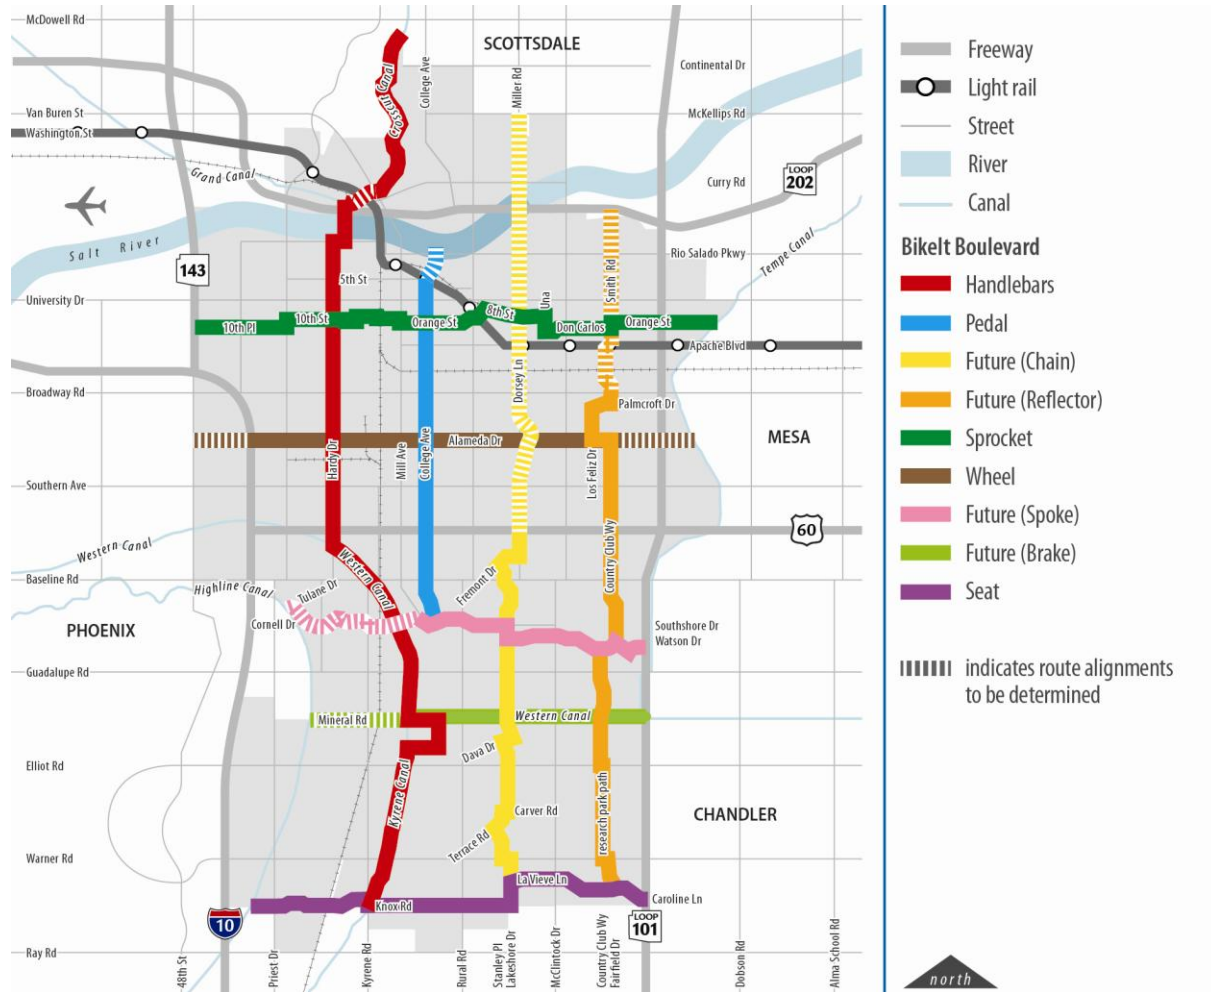 McDowell Rd
SCOTTSDALE
College Ave
Miller Rd
Continental Dr
Crosscut Canal
Van Buren St
McKellips Rd
Washington St
Grand Canal
LOOP
202
Curry Rd
Salt River
143
5th St
Rio Salado Pkwy
Tempe Canal
Smith Rd
University Dr
10th Pl
10th St
Orange St
8th St
Una
Don Carlos
Orange St
Apache Blvd
Broadway Rd
Dorsey Ln
Palmcroft Dr
Hardy Dr
Mill Ave
College Ave
Alameda Dr
MESA
Los Feliz Dr
Southern Ave
60
Western Canal
Western Canal
Country Club Wy
Baseline Rd
Highline Canal
Tulane Dr
Fremont Dr
Cornell Dr
PHOENIX
Southshore Dr
Watson Dr
Guadalupe Rd
Mineral Rd
Western Canal
Dava Dr
Elliot Rd
Kyrene Canal
research park path
Carver Rd
CHANDLER
Terrace Rd
Warner Rd
La Vieve Ln
Caroline Ln
Knox Rd
10
LOOP
101
Ray Rd
48th St
Priest Dr
Kyrene Rd
Rural Rd
Stanley Pl
Lakeshore Dr
McClintock Dr
Country Club Wy
Fairfield Dr
Dobson Rd
Alma School Rd
Freeway
Light rail
Street
River
Canal
BikeIt Boulevard
Handlebars
Pedal
Future (Chain)
Future (Reflector)
Sprocket
Wheel
Future (Spoke)
Future (Brake)
Seat
indicates route alignments
to be determined
north